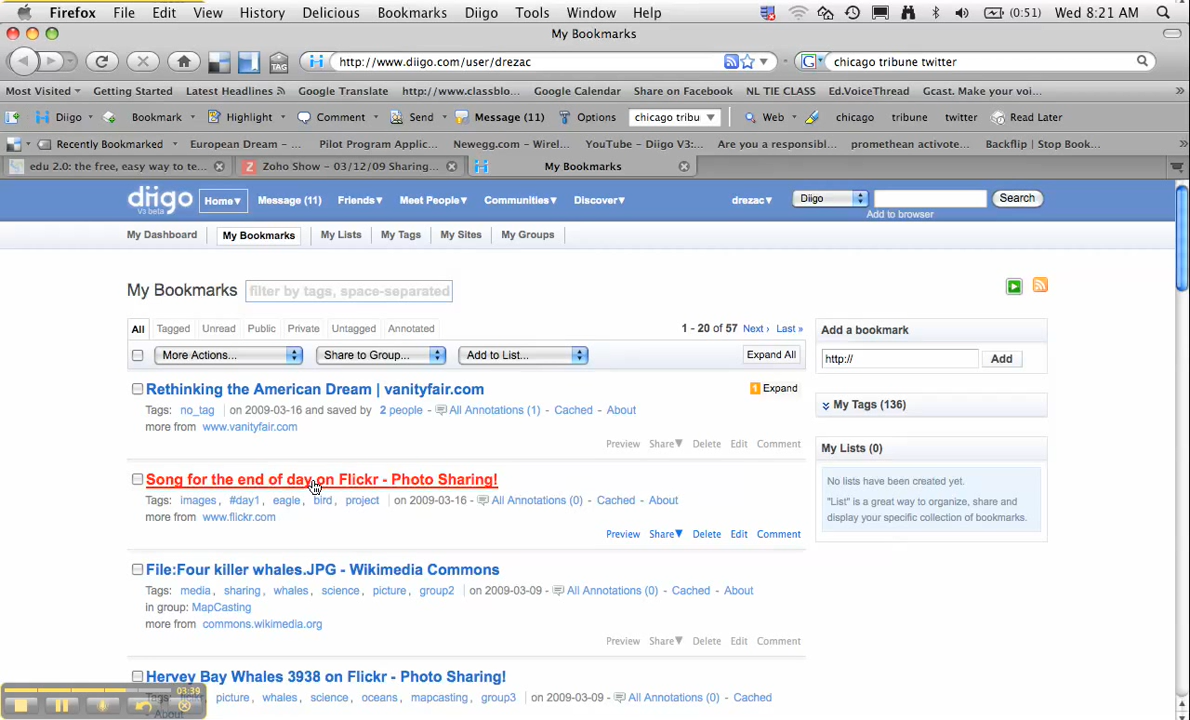 Firefox File Edit View History Delicious Bookmarks Diigo Tools Window Help (0:51) Wed 8:21 AM
My Bookmarks
http://www.diigo.com/user/drezac chicago tribune twitter
TAG
Most Visited Getting Started Latest Headlines Google Translate http://www.classblo... Google Calendar Share on Facebook NL TIE CLASS Ed.VoiceThread Gcast. Make your voi... »
Diigo Bookmark Highlight Comment Send Message (11) Options chicago tribu Web chicago tribune twitter Read Later
Recently Bookmarked European Dream – ... Pilot Program Applic... Newegg.com – Wirel... YouTube – Diigo V3:... Are you a responsibl... promethean activote... Backflip | Stop Book...
edu 2.0: the free, easy way to te... Zoho Show – 03/12/09 Sharing... My Bookmarks
diigo V3 beta Home Message (11) Friends Meet People Communities Discover drezac Diigo Search
Add to browser
My Dashboard My Bookmarks My Lists My Tags My Sites My Groups
My Bookmarks filter by tags, space-separated
All Tagged Unread Public Private Untagged Annotated 1 - 20 of 57 Next › Last »
More Actions... Share to Group... Add to List... Expand All
Add a bookmark
http:// Add
Rethinking the American Dream | vanityfair.com 1 Expand
Tags: no_tag | on 2009-03-16 and saved by 2 people - All Annotations (1) - Cached - About
more from www.vanityfair.com
Preview Share Delete Edit Comment
My Tags (136)
My Lists (0)
No lists have been created yet.
"List" is a great way to organize, share and
display your specific collection of bookmarks.
Song for the end of day on Flickr - Photo Sharing!
Tags: images, #day1, eagle, bird, project | on 2009-03-16 - All Annotations (0) - Cached - About
more from www.flickr.com
Preview Share Delete Edit Comment
File:Four killer whales.JPG - Wikimedia Commons
Tags: media, sharing, whales, science, picture, group2 | on 2009-03-09 - All Annotations (0) - Cached - About
in group: MapCasting
more from commons.wikimedia.org
Preview Share Delete Edit Comment
Hervey Bay Whales 3938 on Flickr - Photo Sharing!
picture, whales, science, oceans, mapcasting, group3 | on 2009-03-09 - All Annotations (0) - Cached
- About
03:39